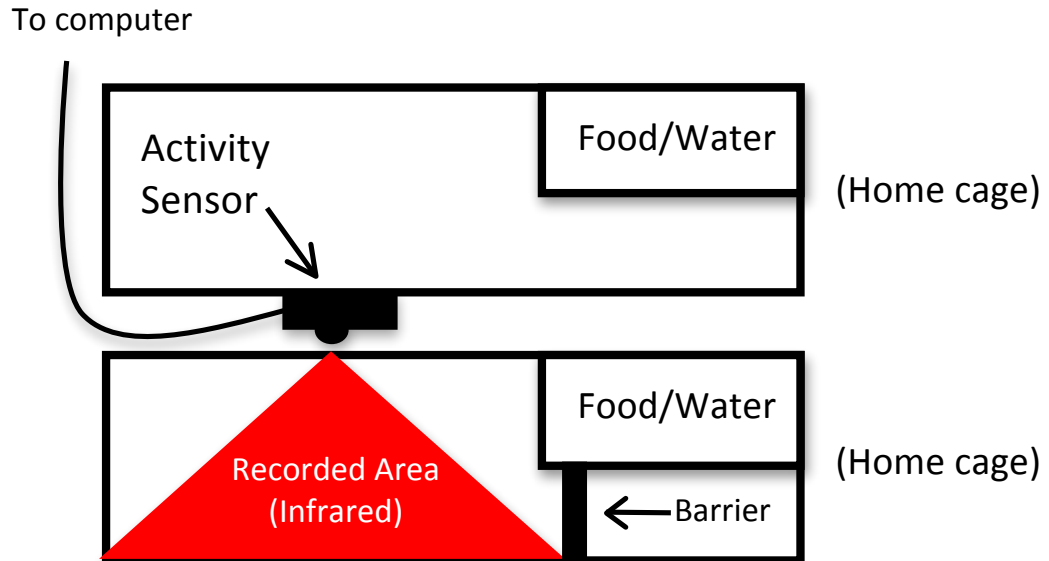 To computer
Activity
Sensor
Food/Water
(Home cage)
Food/Water
Recorded Area
(Infrared)
(Home cage)
Barrier